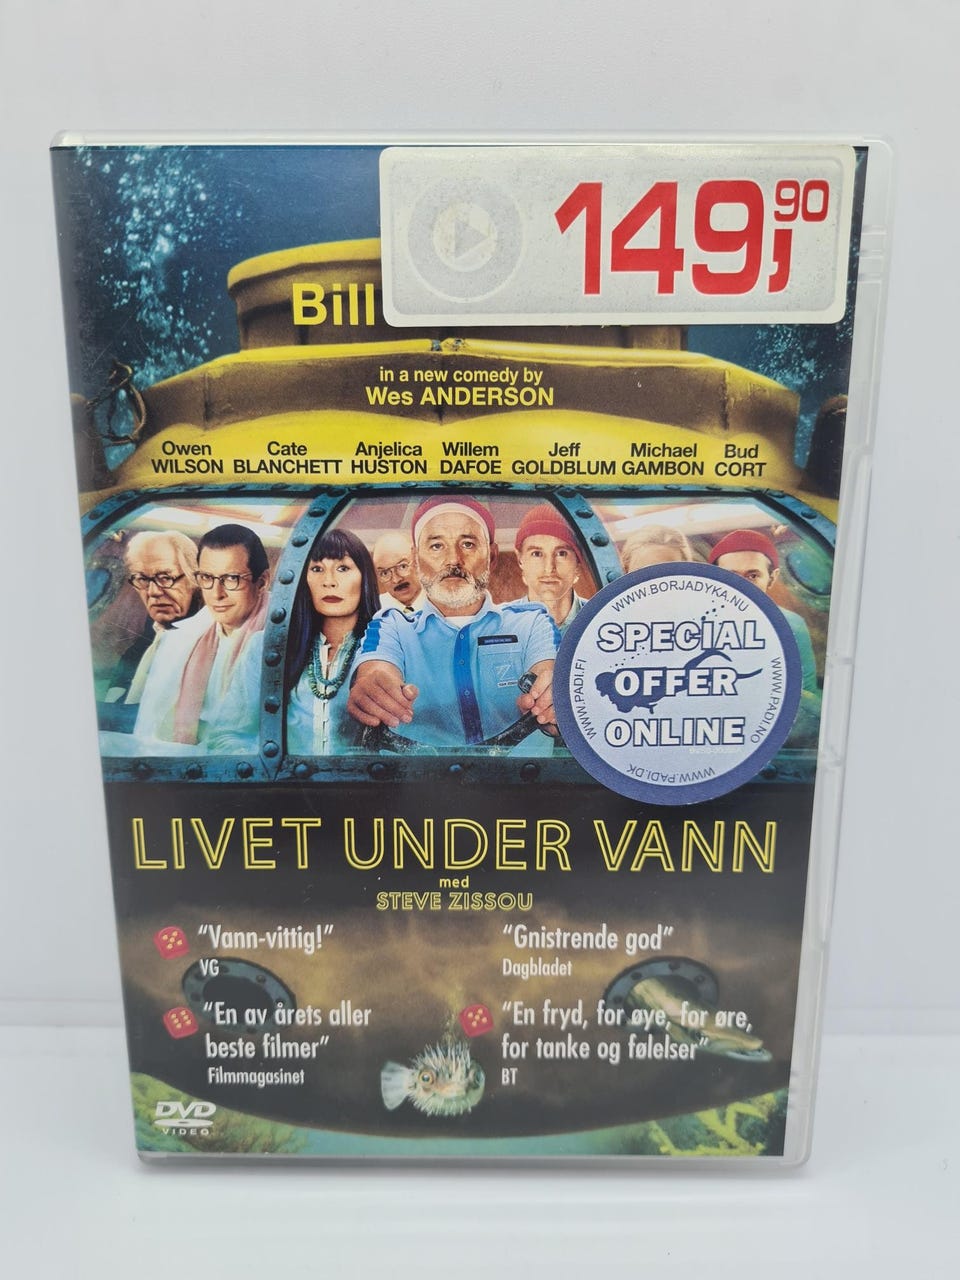 149,90
Bill
in a new comedy by
Wes ANDERSON
Owen WILSON
Cate BLANCHETT
Anjelica HUSTON
Willem DAFOE
Jeff GOLDBLUM
Michael GAMBON
Bud CORT
WWW.BORJADYKA.NU
SPECIAL
OFFER
ONLINE
WWW.PADI.FI
WWW.PADI.NO
WWW.PADI.DK
LIVET UNDER VANN
med
STEVE ZISSOU
"Vann-vittig!"
VG
"Gnistrende god"
Dagbladet
"En av årets aller
beste filmer"
Filmmagasinet
"En fryd, for øye, for øre,
for tanke og følelser"
BT
DVD
VIDEO